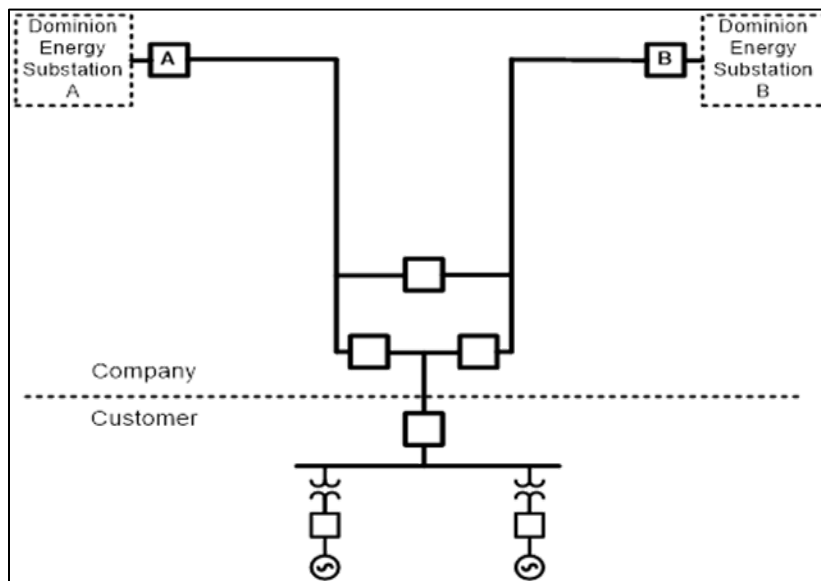 Dominion
Energy
Substation
A
A
B
Dominion
Energy
Substation
B
Company
Customer